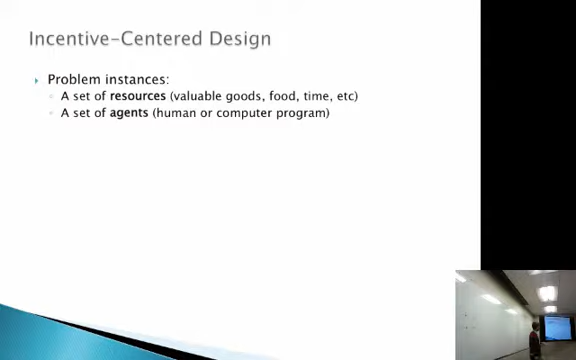 Incentive-Centered Design
Problem instances:
A set of resources (valuable goods, food, time, etc)
A set of agents (human or computer program)